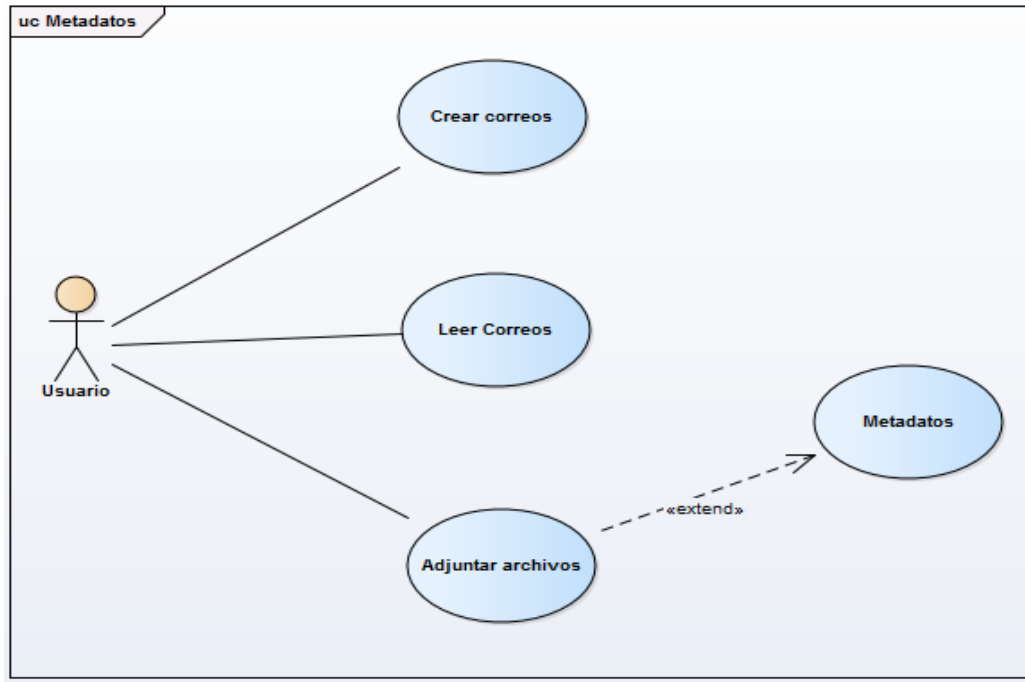 uc Metadatos
Crear correos
Leer Correos
Usuario
Metadatos
«extend»
Adjuntar archivos